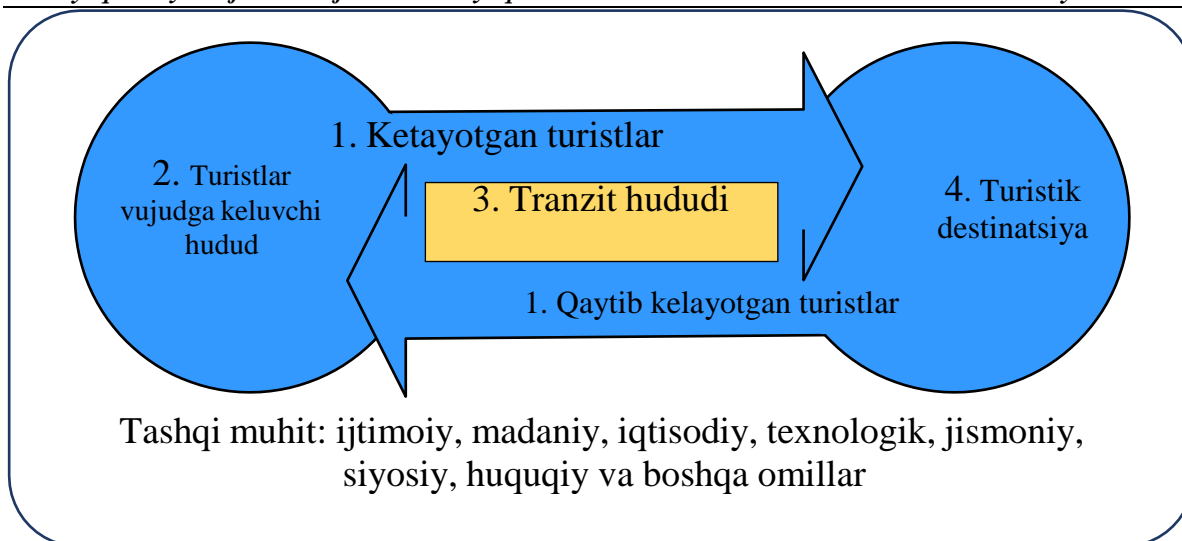 1. Ketayotgan turistlar
2. Turistlar
vujudga keluvchi
hudud
3. Tranzit hududi
4. Turistik
destinatsiya
1. Qaytib kelayotgan turistlar
Tashqi muhit: ijtimoiy, madaniy, iqtisodiy, texnologik, jismoniy,
siyosiy, huquqiy va boshqa omillar